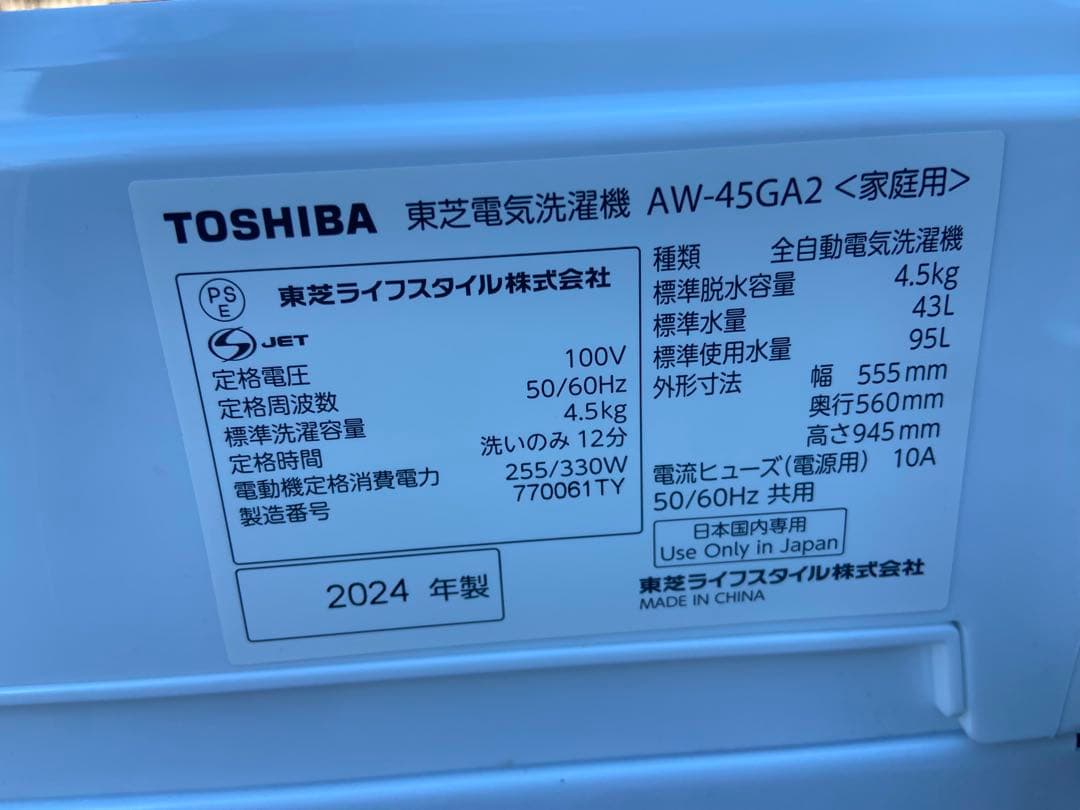 TOSHIBA 東芝電気洗濯機 AW-45GA2 <家庭用>
PSE 東芝ライフスタイル株式会社
S JET
定格電圧 100V
定格周波数 50/60Hz
標準洗濯容量 4.5kg
定格時間 洗いのみ 12分
電動機定格消費電力 255/330W
製造番号 770061TY
2024 年製
種類 全自動電気洗濯機
標準脱水容量 4.5kg
標準水量 43L
標準使用水量 95L
外形寸法 幅 555mm
奥行560mm
高さ945mm
電流ヒューズ(電源用) 10A
50/60Hz 共用
日本国内専用
Use Only in Japan
東芝ライフスタイル株式会社
MADE IN CHINA